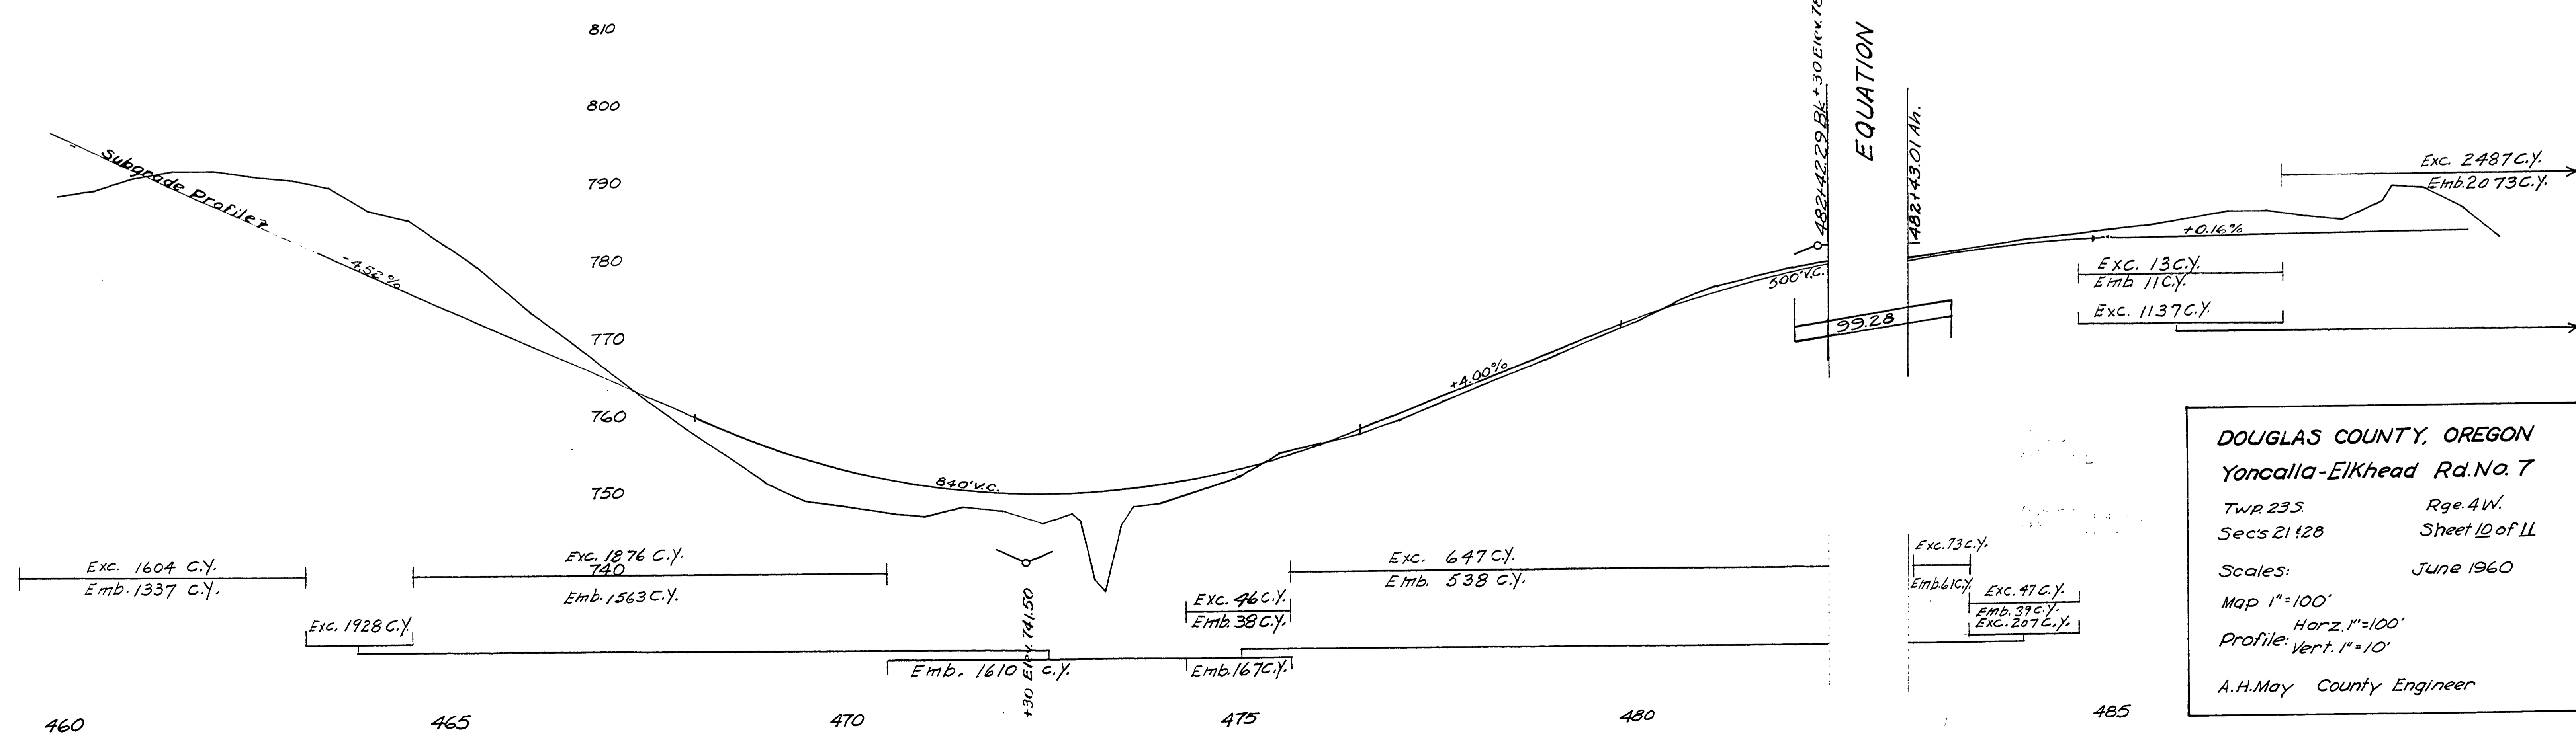 810
800
790
780
770
760
750
740
Subgrade Profile
-4.52%
840' V.C.
+4.00%
500' V.C.
482+42.29 Bk
+30 Elev. 78
EQUATION
482+43.01 Ah.
99.28
+0.16%
Exc. 2487 C.Y.
Emb. 2073 C.Y.
Exc. 13 C.Y.
Emb 11 C.Y.
Exc. 1137 C.Y.
Exc. 1604 C.Y.
Emb. 1337 C.Y.
Exc. 1928 C.Y.
Exc. 1876 C.Y.
Emb. 1563 C.Y.
Emb. 1610 C.Y.
+30 Elev. 741.50
Exc. 46 C.Y.
Emb. 38 C.Y.
Emb. 167 C.Y.
Exc. 647 C.Y.
Emb. 538 C.Y.
Exc. 73 C.Y.
Emb. 61 C.Y.
Exc. 47 C.Y.
Emb. 39 C.Y.
Exc. 207 C.Y.
460 465 470 475 480 485
DOUGLAS COUNTY, OREGON
Yoncalla-Elkhead Rd. No. 7
Twp. 23 S. Rge. 4 W.
Sec's 21 & 28 Sheet 10 of 11
Scales: June 1960
Map 1"=100'
Profile: Horz. 1"=100'
Vert. 1"=10'
A.H. May County Engineer